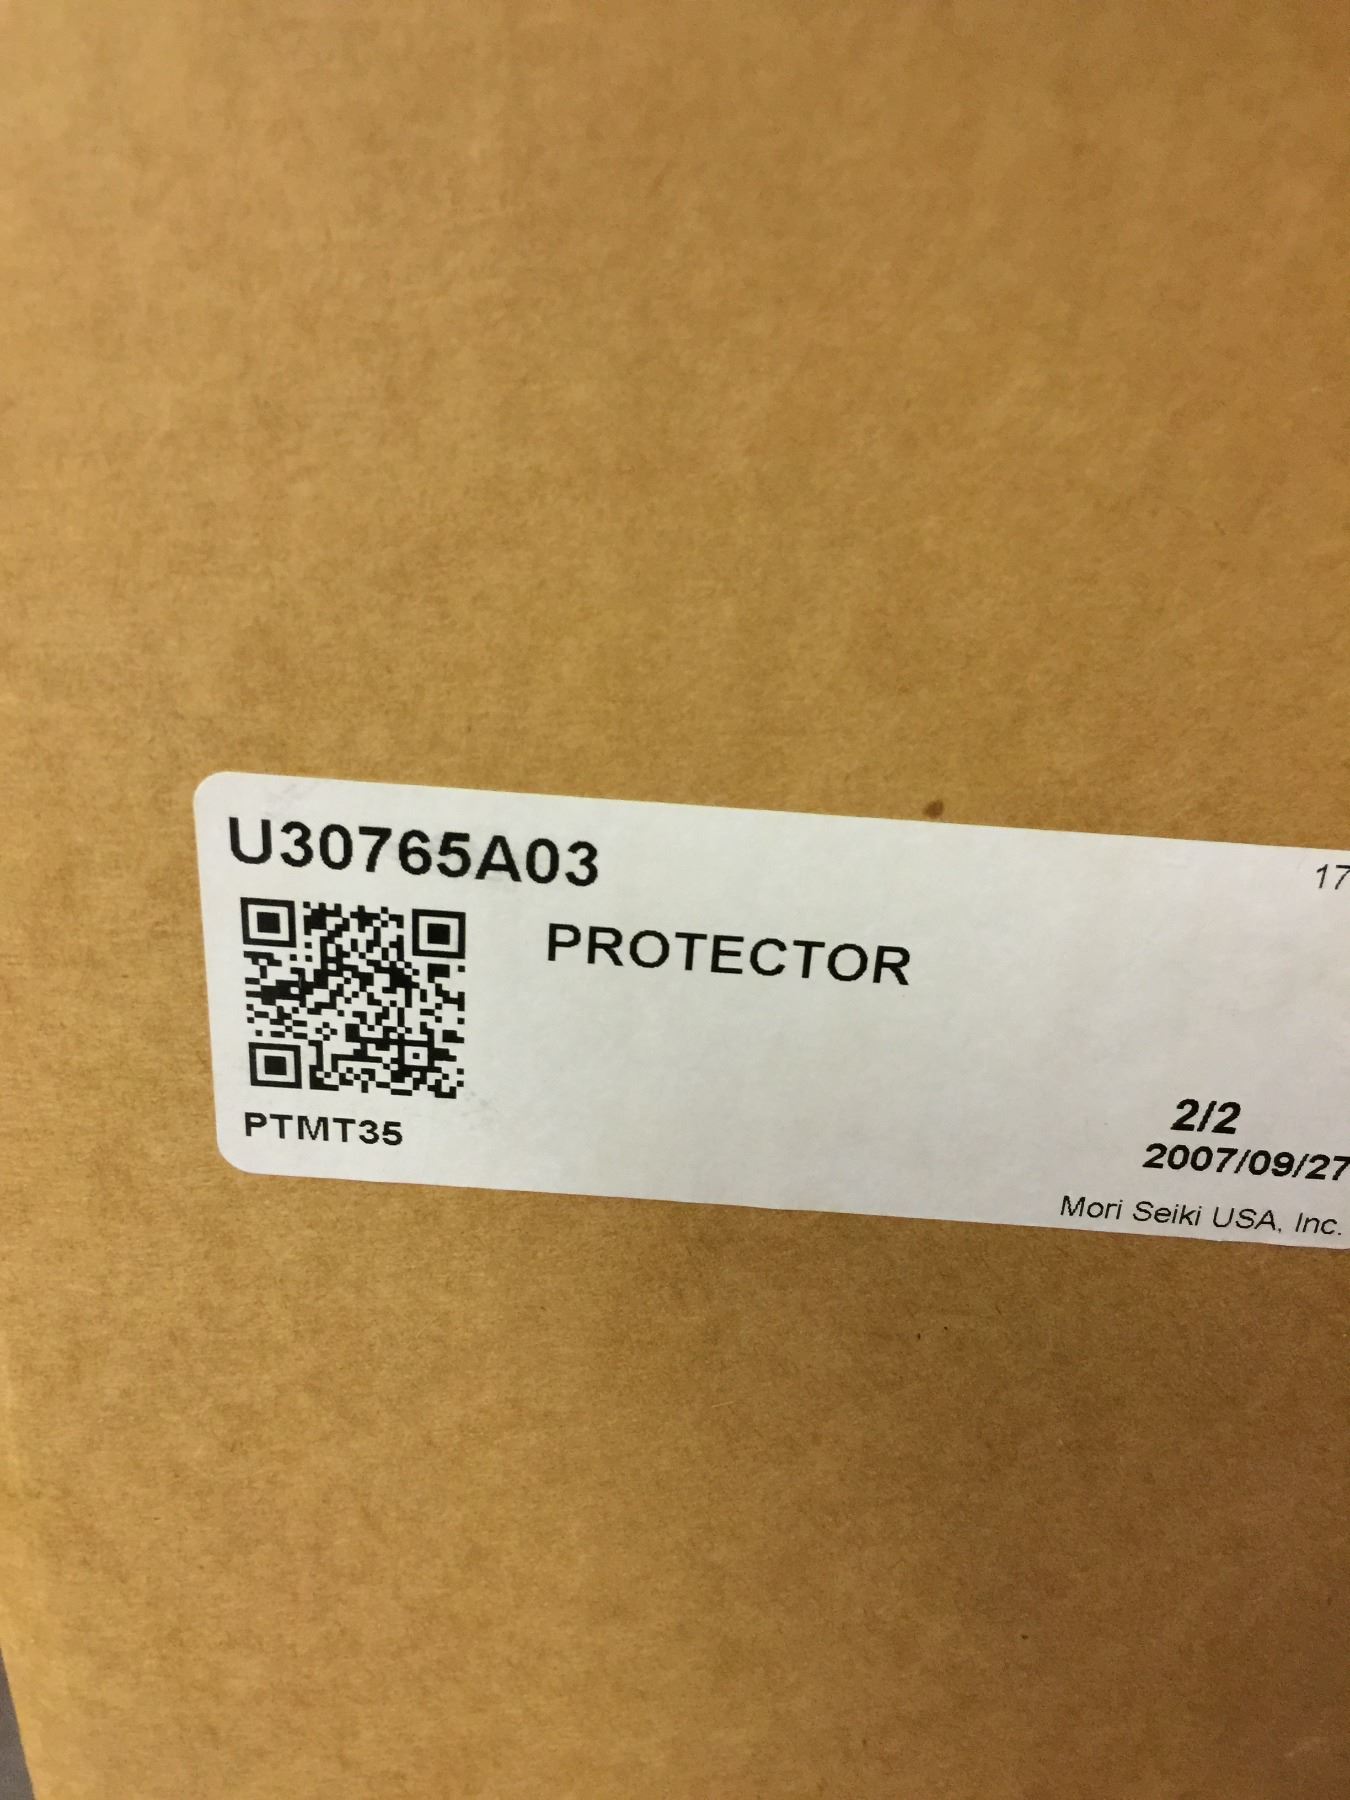 U30765A03
17
PROTECTOR
PTMT35
2/2
2007/09/27
Mori Seiki USA, Inc.